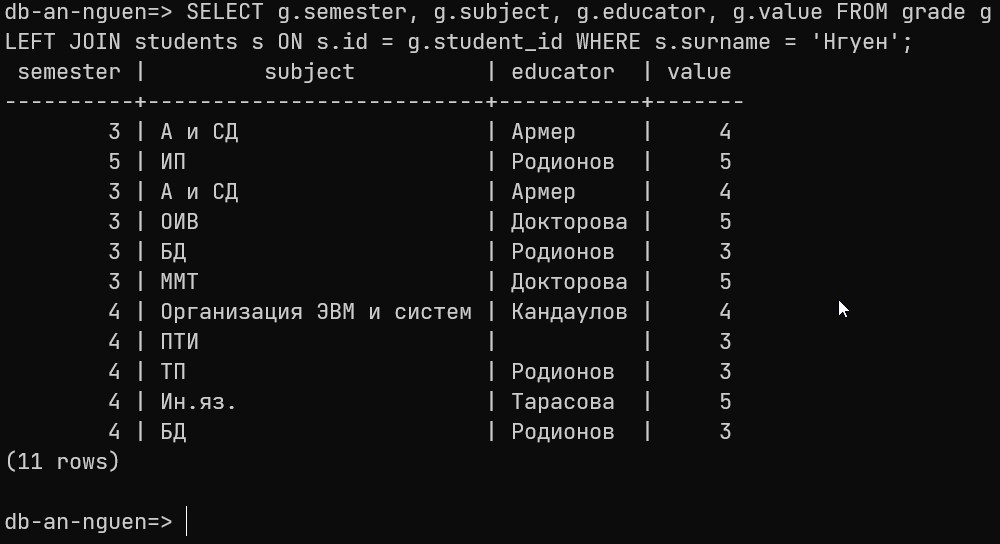 db-an-nguen=> SELECT g.semester, g.subject, g.educator, g.value FROM grade g
LEFT JOIN students s ON s.id = g.student_id WHERE s.surname = 'Нгуен';
 semester |         subject          | educator  | value
----------+--------------------------+-----------+-------
        3 | А и СД                   | Армер     |     4
        5 | ИП                       | Родионов  |     5
        3 | А и СД                   | Армер     |     4
        3 | ОИВ                      | Докторова |     5
        3 | БД                       | Родионов  |     3
        3 | ММТ                      | Докторова |     5
        4 | Организация ЭВМ и систем | Кандаулов |     4
        4 | ПТИ                      |           |     3
        4 | ТП                       | Родионов  |     3
        4 | Ин.яз.                   | Тарасова  |     5
        4 | БД                       | Родионов  |     3
(11 rows)
db-an-nguen=>